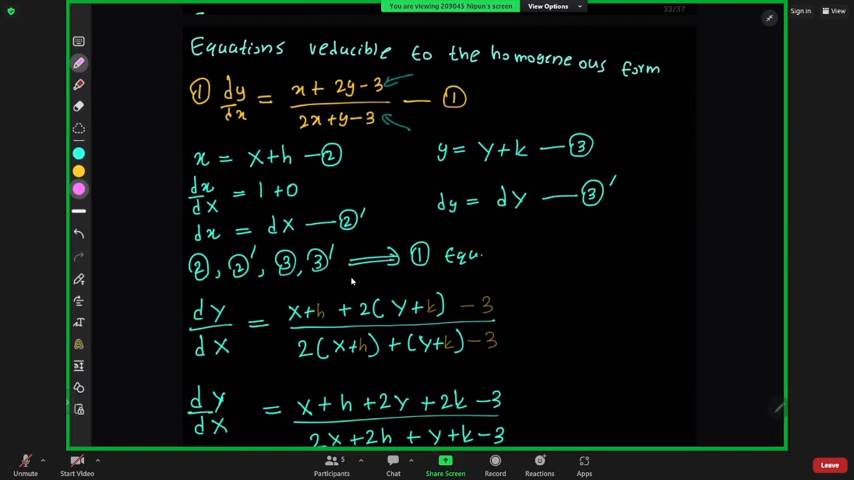 You are viewing 209045 Nipun's screen
View Options
33/37
Sign in
View
Equations reducible to the homogeneous form
① dy/dx = (x + 2y - 3)/(2x + y - 3) — ①
x = X + h — ② y = Y + k — ③
dx/dX = 1 + 0 dy = dY — ③'
dx = dX — ②'
②, ②', ③, ③' ⟹ ① Equ.
dY/dX = (X+h + 2(Y+k) - 3)/(2(X+h) + (Y+k) - 3)
dY/dX = (X + h + 2Y + 2k - 3)/(2X + 2h + Y + k - 3)
Unmute
Start Video
Participants 5
Chat
Share Screen
Record
Reactions
Apps
Leave